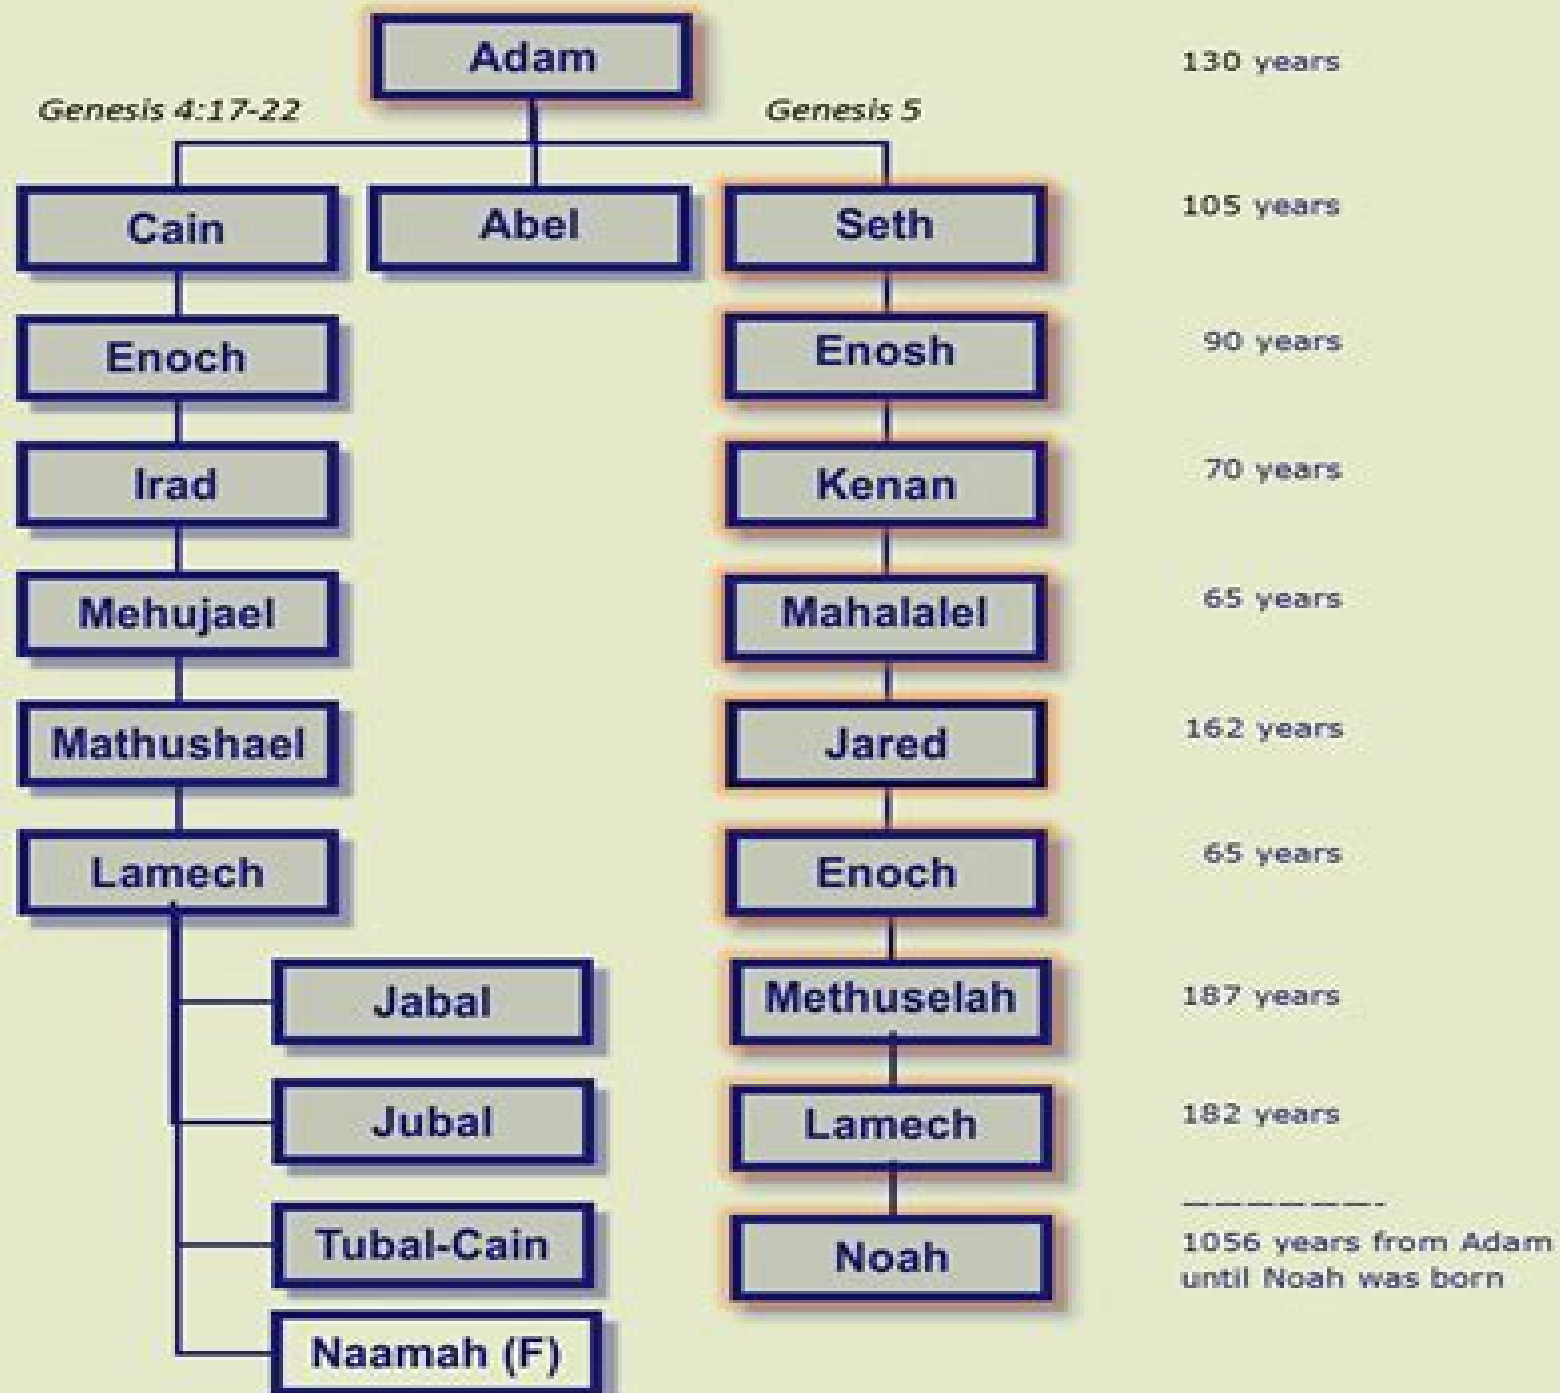 Adam
130 years
Genesis 4:17-22
Genesis 5
Cain
Abel
Seth
105 years
Enoch
Enosh
90 years
Irad
Kenan
70 years
Mehujael
Mahalalel
65 years
Mathushael
Jared
162 years
Lamech
Enoch
65 years
Jabal
Methuselah
187 years
Jubal
Lamech
182 years
Tubal-Cain
Noah
1056 years from Adam
until Noah was born
Naamah (F)